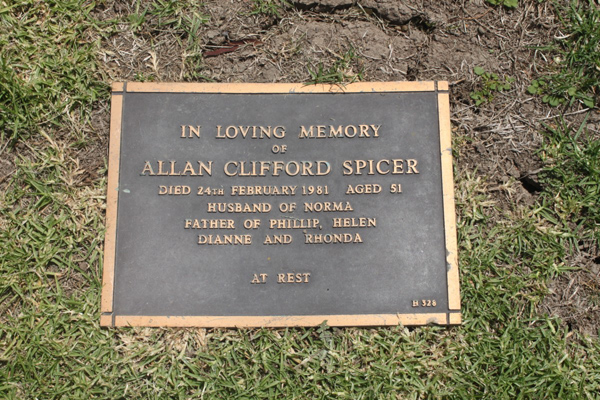 IN LOVING MEMORY
OF
ALLAN CLIFFORD SPICER
DIED 24TH FEBRUARY 1981 AGED 51
HUSBAND OF NORMA
FATHER OF PHILLIP, HELEN
DIANNE AND RHONDA
AT REST
H 328